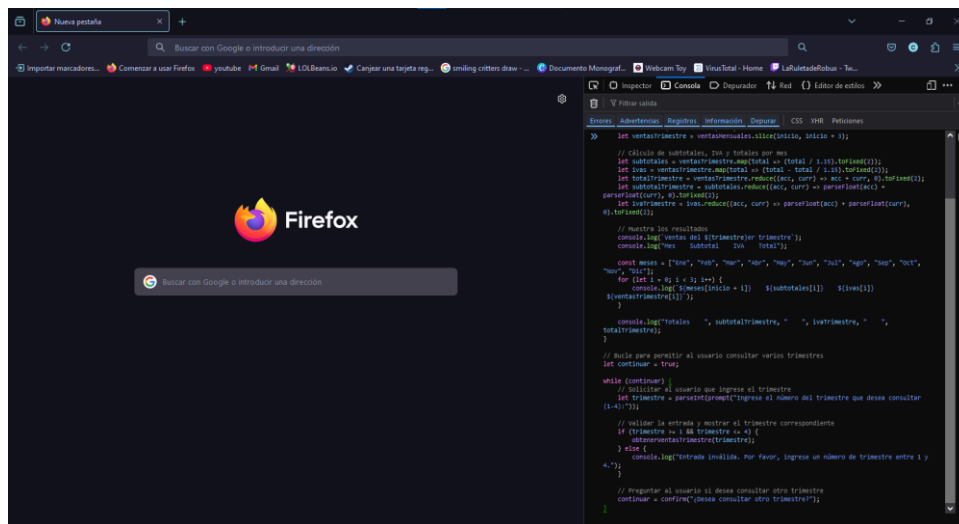 Nueva pestaña
Buscar con Google o introducir una dirección
Importar marcadores... Comenzar a usar Firefox youtube Gmail LOLBeans.io Canjear una tarjeta reg... smiling critters draw - ... Documento Monograf... Webcam Toy VirusTotal - Home LaRuletadeRobux - Tw...
Inspector Consola Depurador Red Editor de estilos
Filtrar salida
Errores Advertencias Registros Información Depurar CSS XHR Peticiones
let ventasTrimestre = ventasMensuales.slice(inicio, inicio + 3);
// Cálculo de subtotales, IVA y totales por mes
let subtotales = ventasTrimestre.map(total => (total / 1.15).toFixed(2));
let ivas = ventasTrimestre.map(total => (total - total / 1.15).toFixed(2));
let totalTrimestre = ventasTrimestre.reduce((acc, curr) => acc + curr, 0).toFixed(2);
let subtotalTrimestre = subtotales.reduce((acc, curr) => parseFloat(acc) +
parseFloat(curr), 0).toFixed(2);
let ivaTrimestre = ivas.reduce((acc, curr) => parseFloat(acc) + parseFloat(curr),
0).toFixed(2);
// Muestra los resultados
console.log(`Ventas del ${trimestre}er trimestre`);
console.log("Mes Subtotal IVA Total");
const meses = ["Ene", "Feb", "Mar", "Abr", "May", "Jun", "Jul", "Ago", "Sep", "Oct",
"Nov", "Dic"];
for (let i = 0; i < 3; i++) {
console.log(`${meses[inicio + i]} ${subtotales[i]} ${ivas[i]}
${ventasTrimestre[i]}`);
}
console.log("Totales ", subtotalTrimestre, " ", ivaTrimestre, " ",
totalTrimestre);
}
// Bucle para permitir al usuario consultar varios trimestres
let continuar = true;
while (continuar) {
// Solicitar al usuario que ingrese el trimestre
let trimestre = parseInt(prompt("Ingrese el número del trimestre que desea consultar
(1-4):"));
// Validar la entrada y mostrar el trimestre correspondiente
if (trimestre >= 1 && trimestre <= 4) {
obtenerVentasTrimestre(trimestre);
} else {
console.log("Entrada inválida. Por favor, ingrese un número de trimestre entre 1 y
4.");
}
// Preguntar al usuario si desea consultar otro trimestre
continuar = confirm("¿Desea consultar otro trimestre?");
}
Firefox
Buscar con Google o introducir una dirección